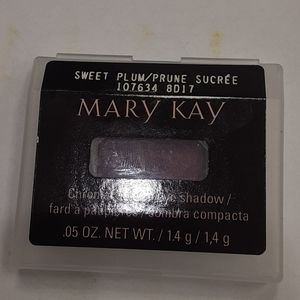 SWEET PLUM/PRUNE SUCRÉE
107634 8D17
MARY KAY
eye shadow /
fard à compacta
.05 OZ. NET WT. / 1.4 g / 1,4 g